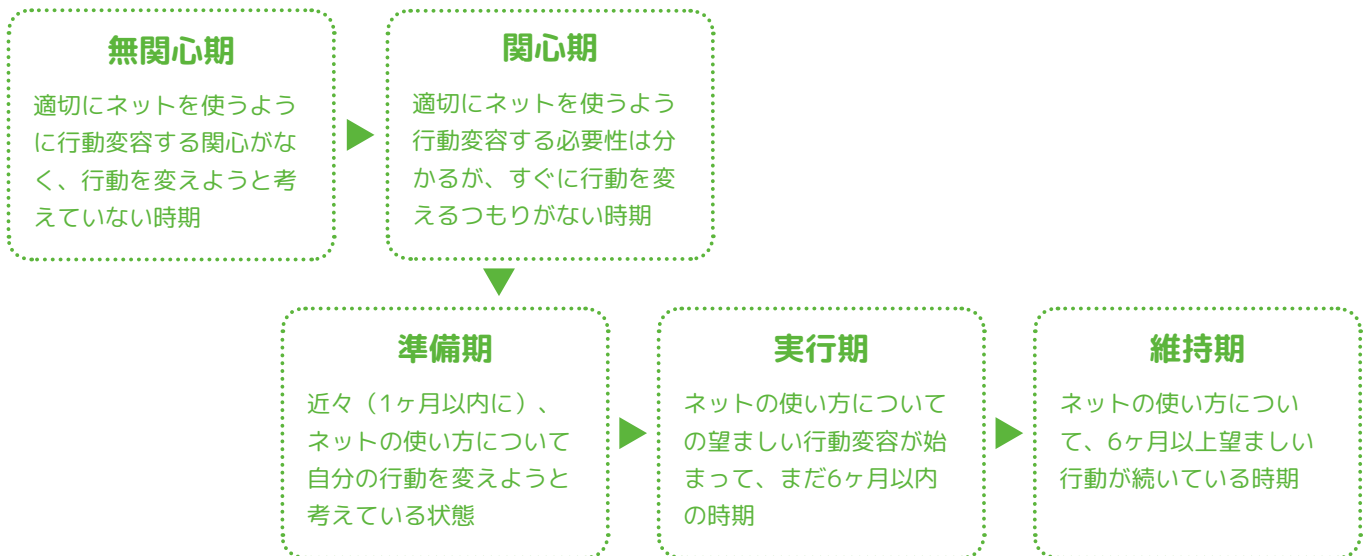 無関心期
適切にネットを使うよう
に行動変容する関心がな
く、行動を変えようと考
えていない時期
関心期
適切にネットを使うよう
行動変容する必要性は分
かるが、すぐに行動を変
えるつもりがない時期
準備期
近々（1ヶ月以内に）、
ネットの使い方について
自分の行動を変えようと
考えている状態
実行期
ネットの使い方について
の望ましい行動変容が始
まって、まだ6ヶ月以内
の時期
維持期
ネットの使い方につい
て、6ヶ月以上望ましい
行動が続いている時期